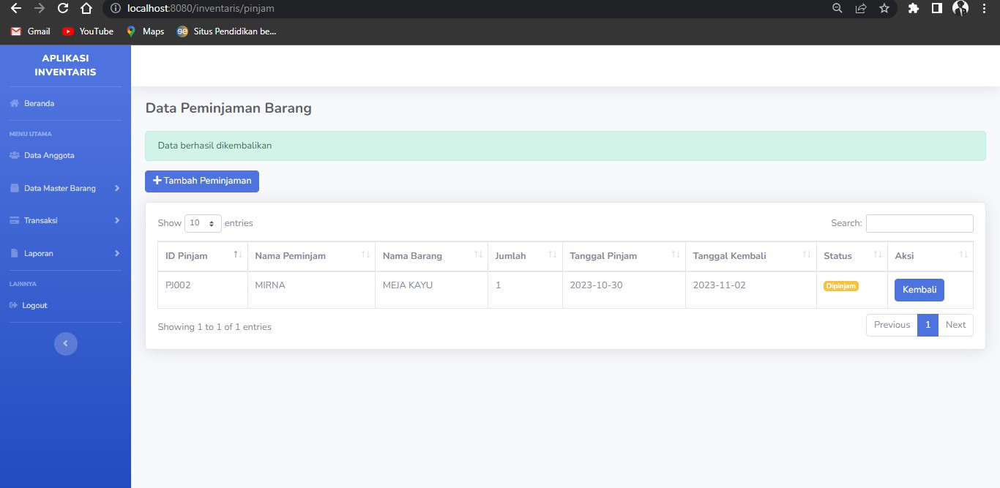 localhost:8080/inventaris/pinjam
Gmail YouTube Maps Situs Pendidikan be...
APLIKASI
INVENTARIS
Beranda
MENU UTAMA
Data Anggota
Data Master Barang
Transaksi
Laporan
LAINNYA
Logout
Data Peminjaman Barang
Data berhasil dikembalikan
Tambah Peminjaman
Show 10 entries Search:
ID Pinjam Nama Peminjam Nama Barang Jumlah Tanggal Pinjam Tanggal Kembali Status Aksi
PJ002 MIRNA MEJA KAYU 1 2023-10-30 2023-11-02 Dipinjam Kembali
Showing 1 to 1 of 1 entries Previous 1 Next